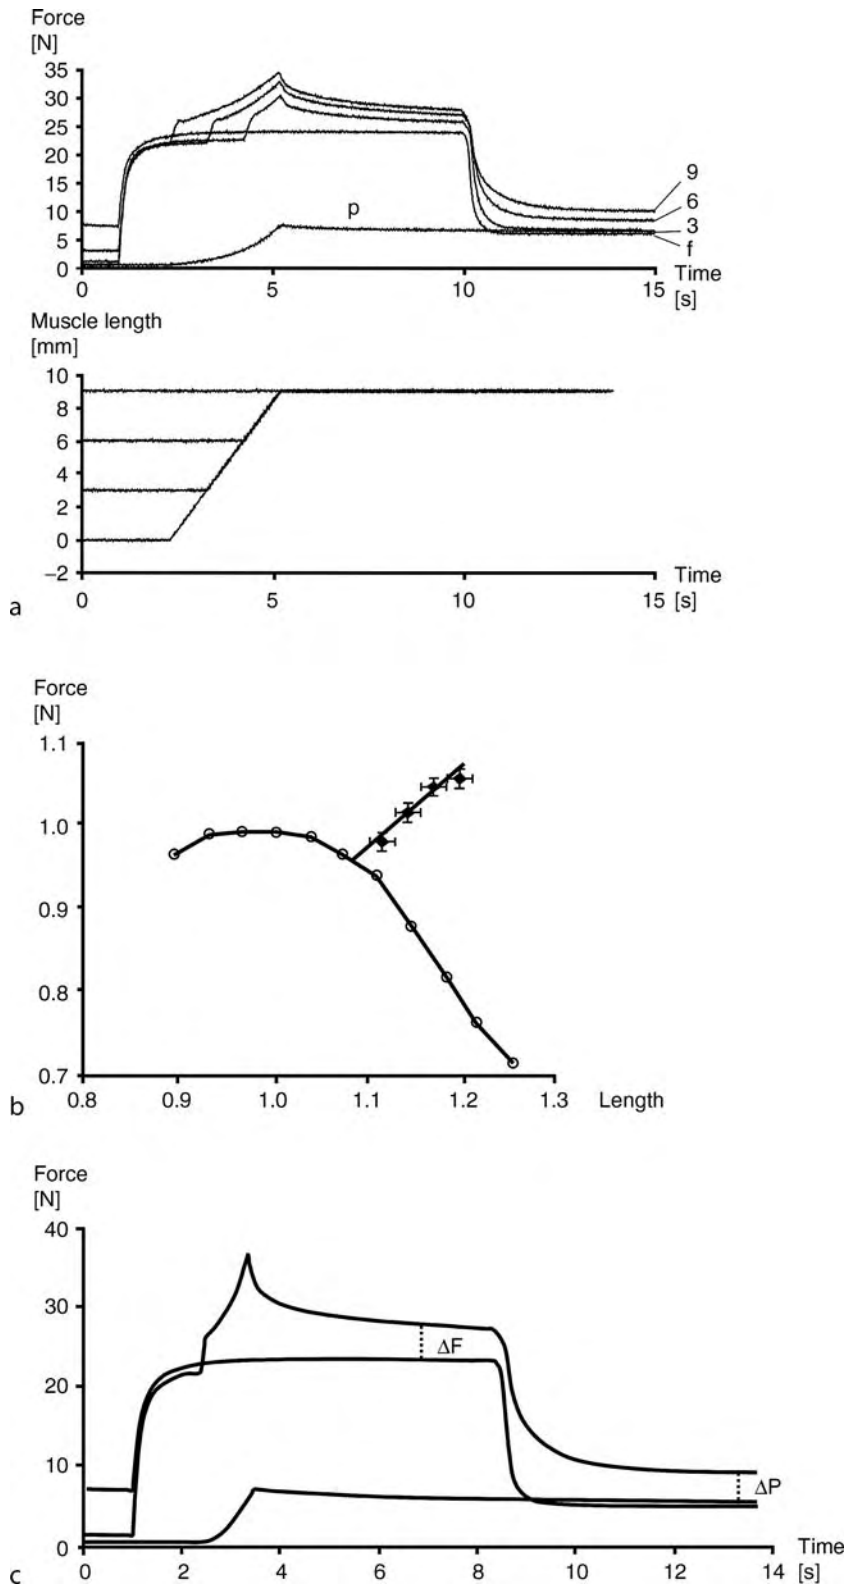 Force
[N]
35
30
25
20
15
10
5
0
p
9
6
3
f
0 5 10 15
Time
[s]
Muscle length
[mm]
10
8
6
4
2
0
–2
0 5 10 15
Time
[s]
a
Force
[N]
1.1
1.0
0.9
0.8
0.7
0.8 0.9 1.0 1.1 1.2 1.3 Length
b
Force
[N]
40
30
20
10
0
ΔF
ΔP
0 2 4 6 8 10 12 14
Time
[s]
c